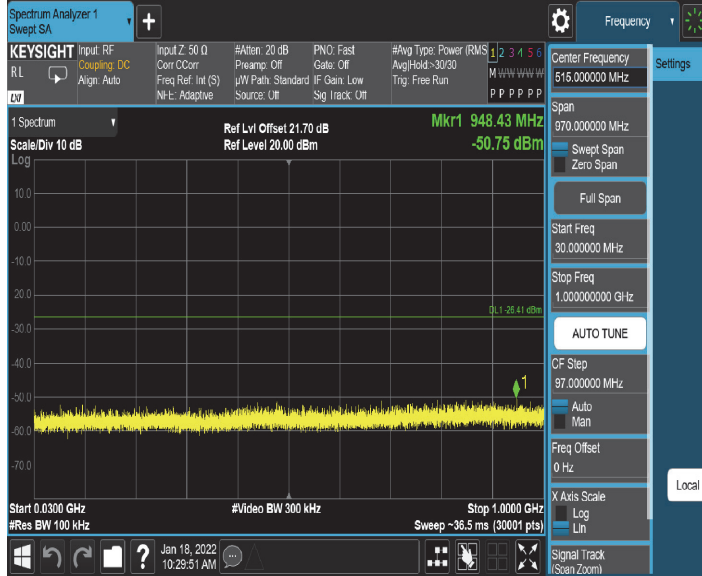 Spectrum Analyzer 1
Swept SA
+
Frequency
KEYSIGHT
RL
LXI
Input: RF
Coupling: DC
Align: Auto
Input Z: 50 Ω
Corr CCorr
Freq Ref: Int (S)
NFE: Adaptive
#Atten: 20 dB
Preamp: Off
µW Path: Standard
Source: Off
PNO: Fast
Gate: Off
IF Gain: Low
Sig Track: Off
#Avg Type: Power (RMS
Avg|Hold:>30/30
Trig: Free Run
1 2 3 4 5 6
M W W W W W
P P P P P P
1 Spectrum
Scale/Div 10 dB
Log
Ref Lvl Offset 21.70 dB
Ref Level 20.00 dBm
Mkr1 948.43 MHz
-50.75 dBm
10.0
0.00
-10.0
-20.0
DL1 -26.41 dBm
-30.0
-40.0
1
-50.0
-60.0
-70.0
Start 0.0300 GHz
#Res BW 100 kHz
#Video BW 300 kHz
Stop 1.0000 GHz
Sweep ~36.5 ms (30001 pts)
?
Jan 18, 2022
10:29:51 AM
Center Frequency
515.000000 MHz
Span
970.000000 MHz
Swept Span
Zero Span
Full Span
Start Freq
30.000000 MHz
Stop Freq
1.000000000 GHz
AUTO TUNE
CF Step
97.000000 MHz
Auto
Man
Freq Offset
0 Hz
X Axis Scale
Log
Lin
Signal Track
(Span Zoom)
Settings
Local